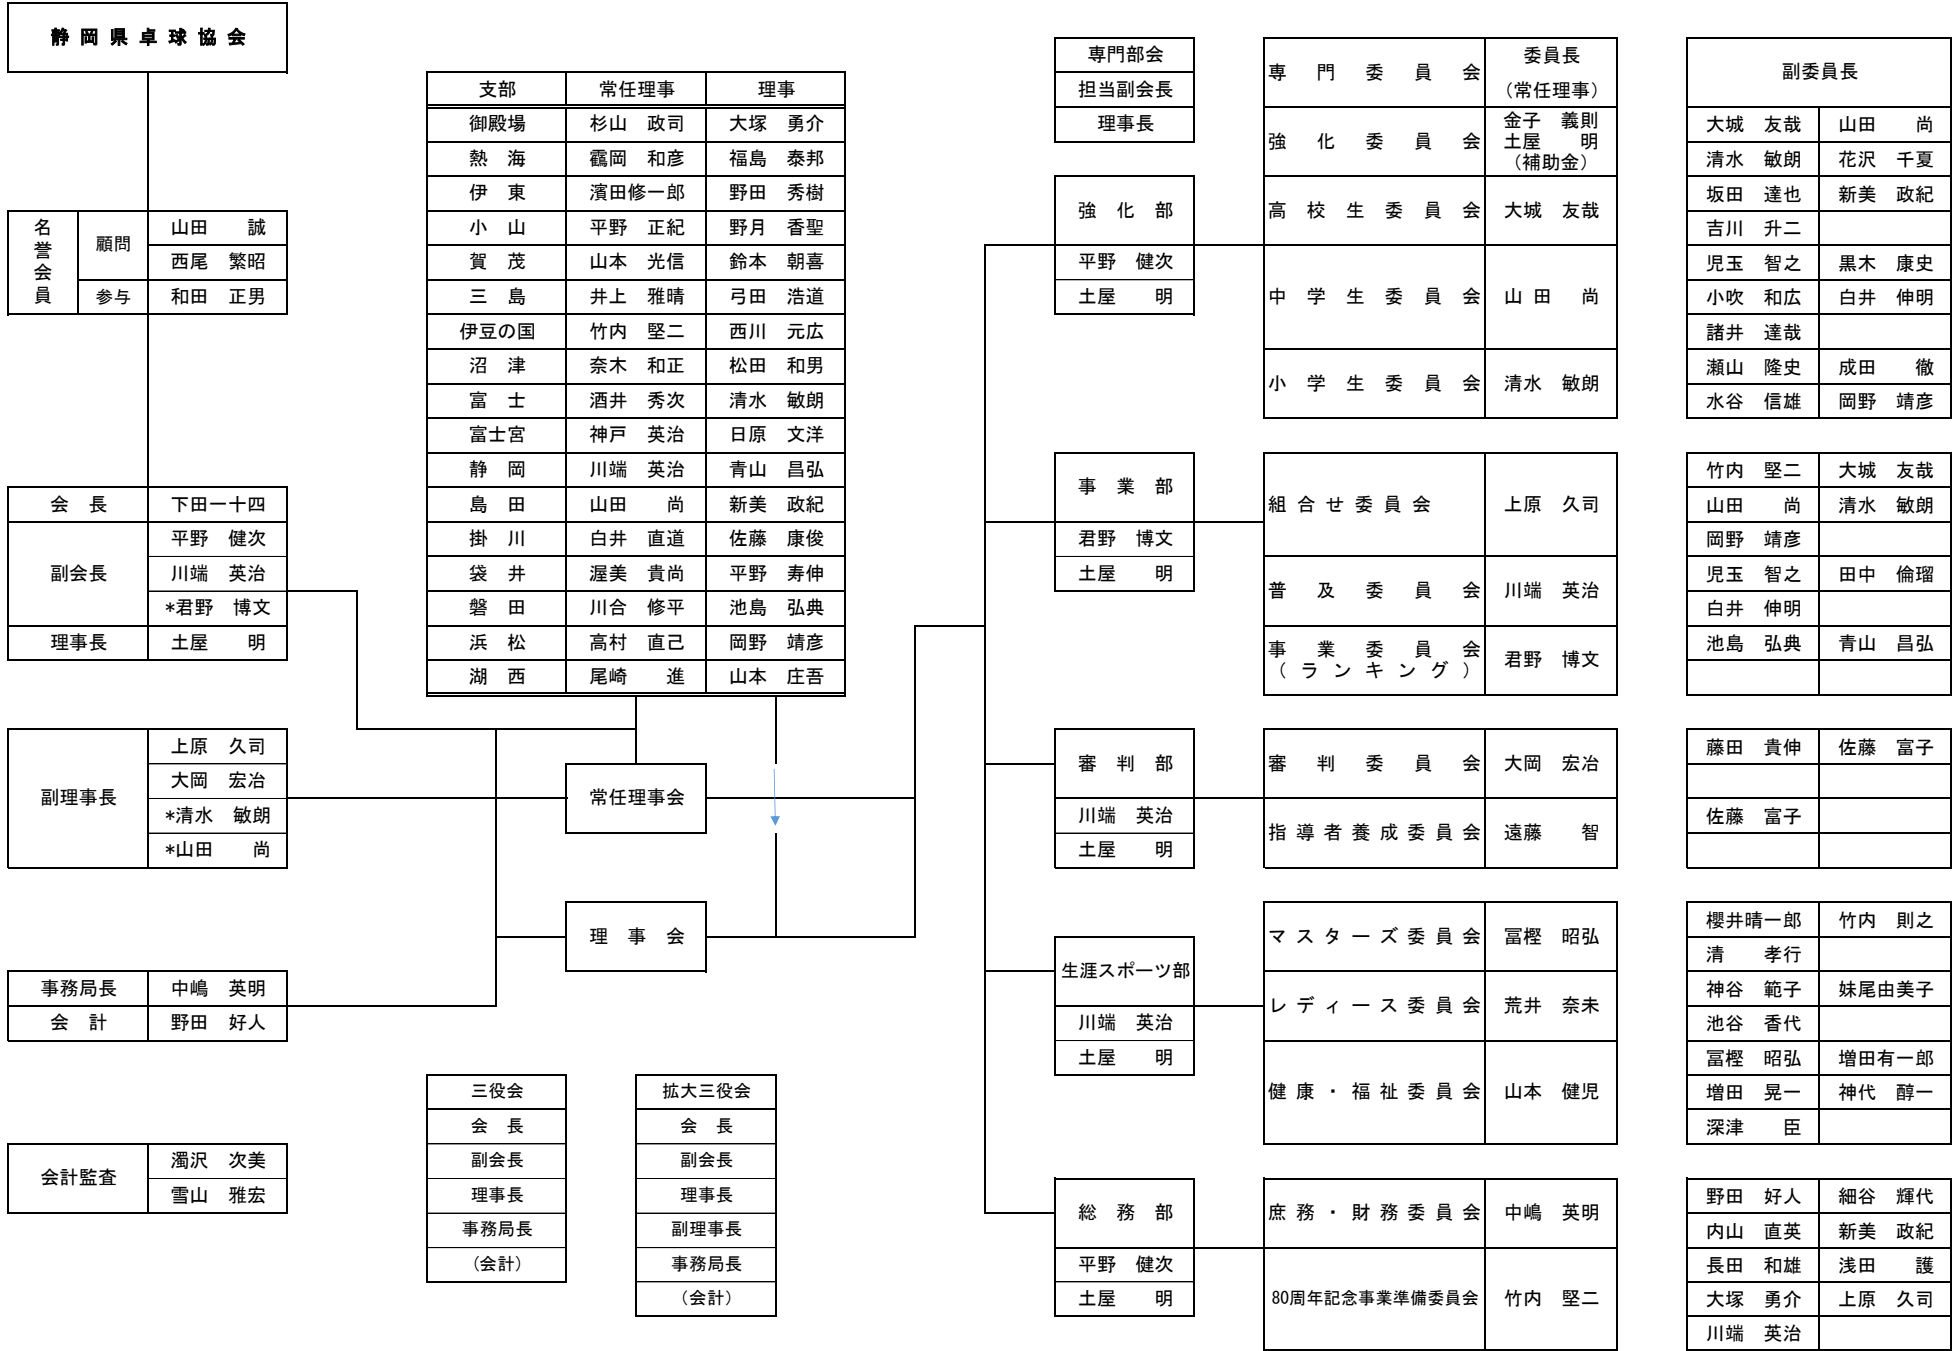 静岡県卓球協会
名誉会員 顧問 山田　　誠
西尾　繁昭
参与 和田　正男
会　長 下田一十四
副会長 平野　健次
川端　英治
*君野　博文
理事長 土屋　　明
副理事長 上原　久司
大岡　宏冶
*清水　敏朗
*山田　　尚
事務局長 中嶋　英明
会　計 野田　好人
会計監査 濁沢　次美
雪山　雅宏
支部 常任理事 理事
御殿場 杉山　政司 大塚　勇介
熱　海 靏岡　和彦 福島　泰邦
伊　東 濱田修一郎 野田　秀樹
小　山 平野　正紀 野月　香聖
賀　茂 山本　光信 鈴本　朝喜
三　島 井上　雅晴 弓田　浩道
伊豆の国 竹内　堅二 西川　元広
沼　津 奈木　和正 松田　和男
富　士 酒井　秀次 清水　敏朗
富士宮 神戸　英治 日原　文洋
静　岡 川端　英治 青山　昌弘
島　田 山田　　尚 新美　政紀
掛　川 白井　直道 佐藤　康俊
袋　井 渥美　貴尚 平野　寿伸
磐　田 川合　修平 池島　弘典
浜　松 高村　直己 岡野　靖彦
湖　西 尾崎　　進 山本　庄吾
常任理事会
理　事　会
三役会
会　長
副会長
理事長
事務局長
（会計）
拡大三役会
会　長
副会長
理事長
副理事長
事務局長
（会計）
専門部会
担当副会長
理事長
強　化　部
平野　健次
土屋　　明
事　業　部
君野　博文
土屋　　明
審　判　部
川端　英治
土屋　　明
生涯スポーツ部
川端　英治
土屋　　明
総　務　部
平野　健次
土屋　　明
専門委員会 委員長
（常任理事）
強化委員会 金子　義則
土屋　　明
（補助金）
高校生委員会 大城　友哉
中学生委員会 山田　尚
小学生委員会 清水　敏朗
組合せ委員会 上原　久司
普及委員会 川端　英治
事業委員会
（ランキング） 君野　博文
審判委員会 大岡　宏冶
指導者養成委員会 遠藤　　智
マスターズ委員会 冨樫　昭弘
レディース委員会 荒井　奈未
健康・福祉委員会 山本　健児
庶務・財務委員会 中嶋　英明
80周年記念事業準備委員会 竹内　堅二
副委員長
大城　友哉 山田　　尚
清水　敏朗 花沢　千夏
坂田　達也 新美　政紀
吉川　升二
児玉　智之 黒木　康史
小吹　和広 白井　伸明
諸井　達哉
瀬山　隆史 成田　　徹
水谷　信雄 岡野　靖彦
竹内　堅二 大城　友哉
山田　　尚 清水　敏朗
岡野　靖彦
児玉　智之 田中　倫瑠
白井　伸明
池島　弘典 青山　昌弘
藤田　貴伸 佐藤　富子
佐藤　富子
櫻井晴一郎 竹内　則之
清　　孝行
神谷　範子 妹尾由美子
池谷　香代
冨樫　昭弘 増田有一郎
増田　晃一 神代　醇一
深津　　臣
野田　好人 細谷　輝代
内山　直英 新美　政紀
長田　和雄 浅田　　護
大塚　勇介 上原　久司
川端　英治